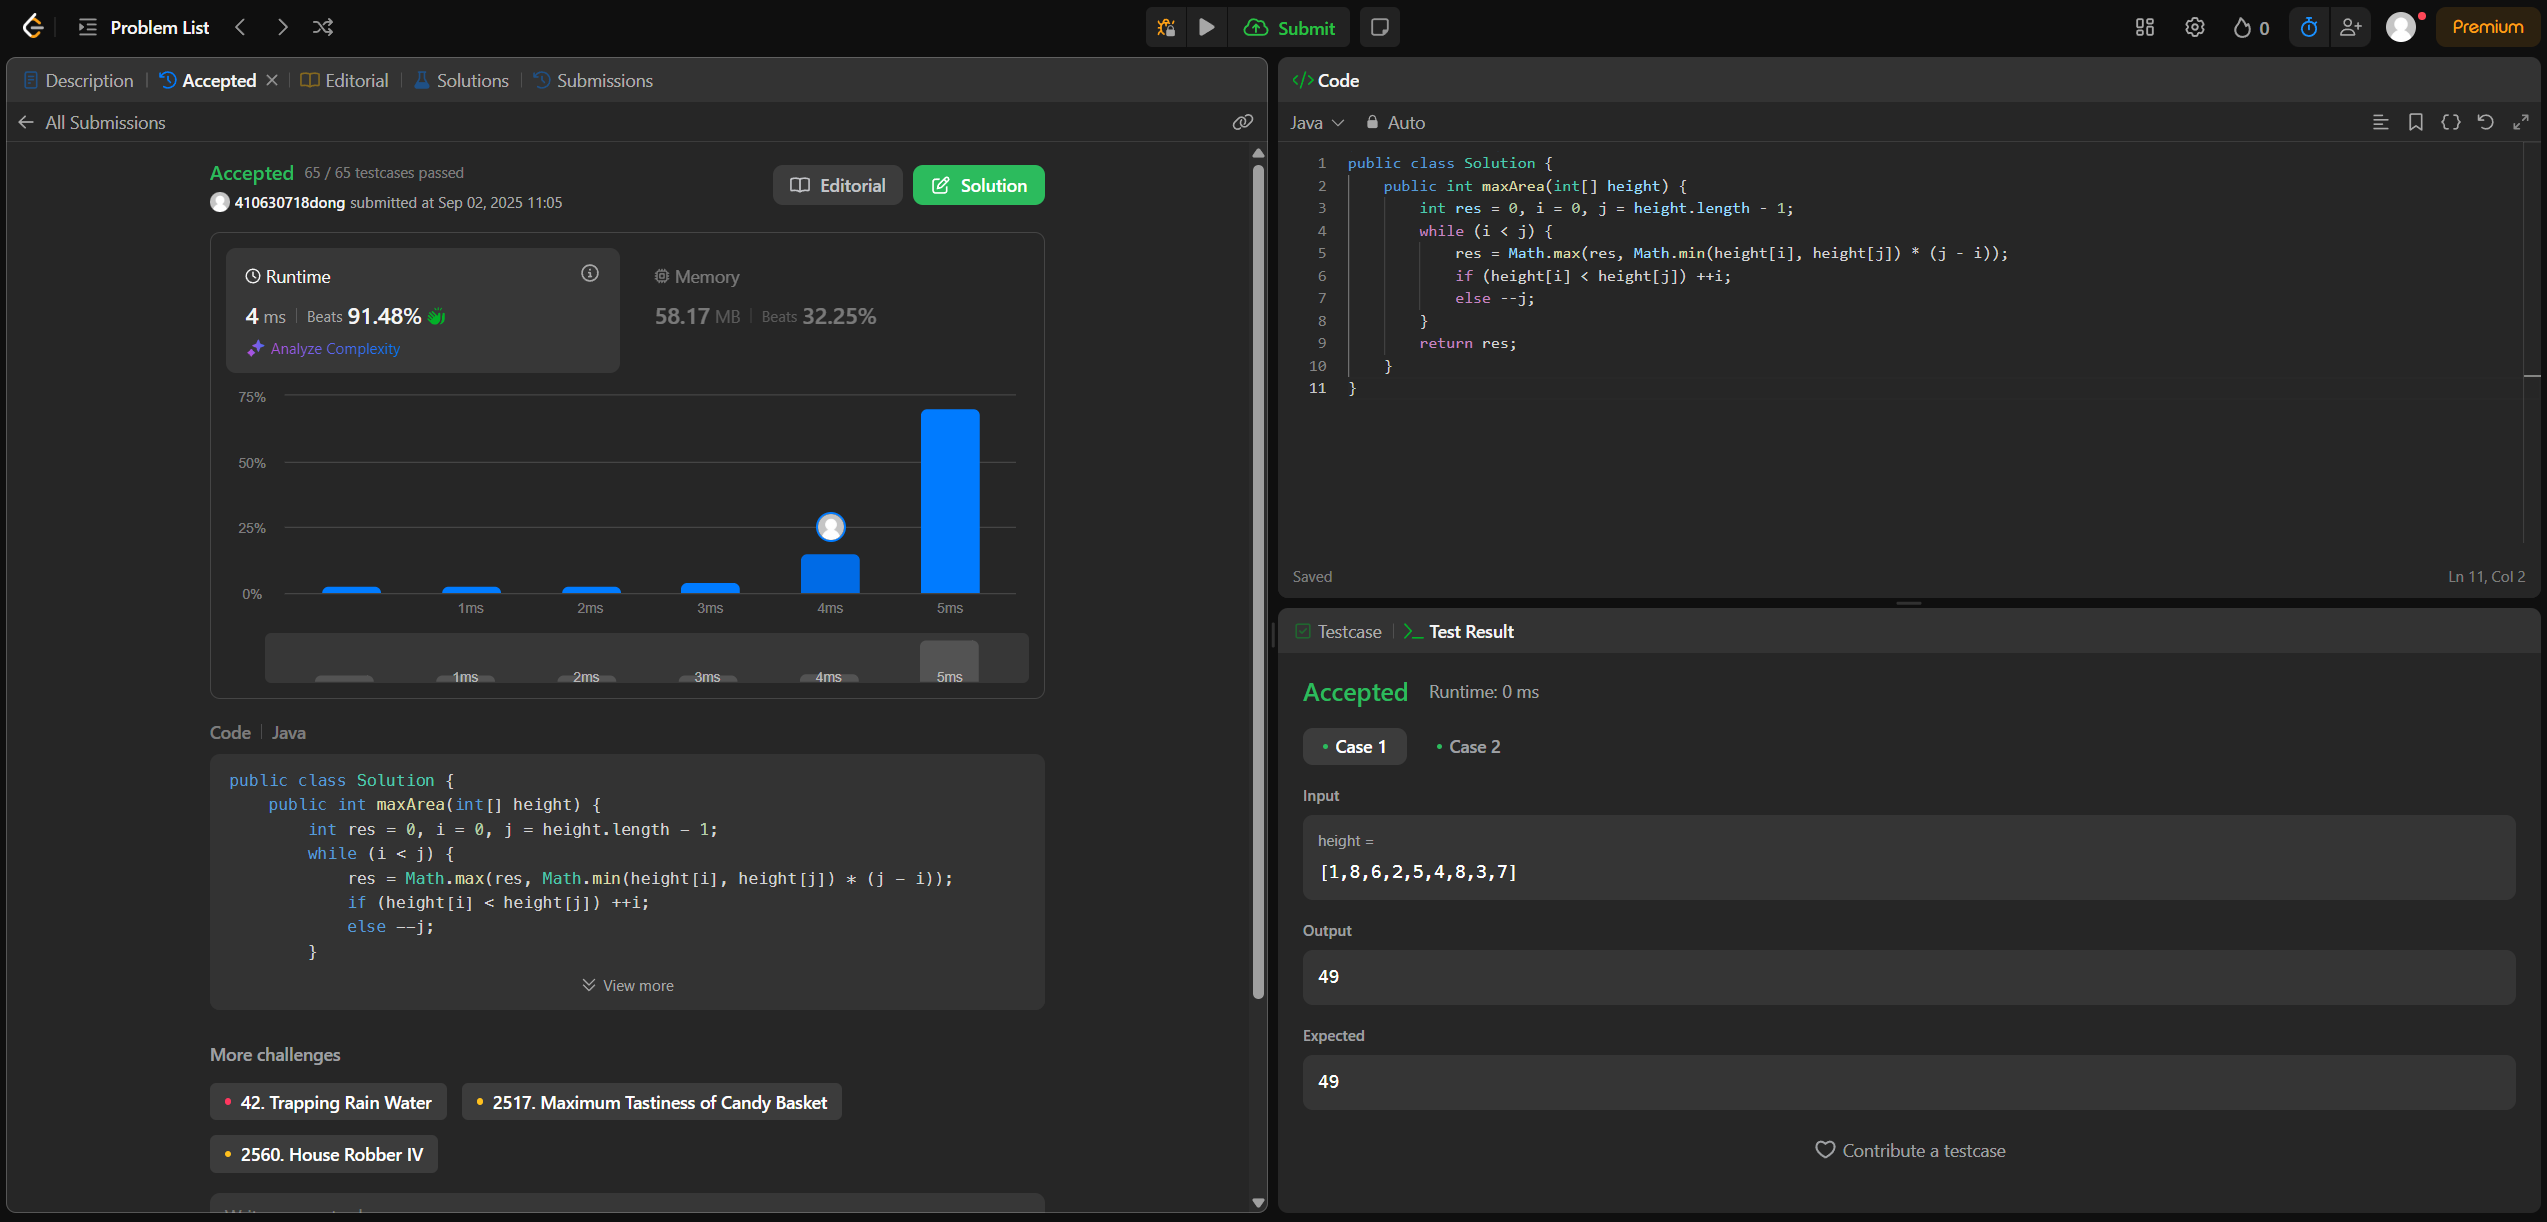 Problem List
Submit
0
Premium
Description
Accepted
Editorial
Solutions
Submissions
All Submissions
Accepted 65 / 65 testcases passed
410630718dong submitted at Sep 02, 2025 11:05
Editorial
Solution
Runtime
4 ms Beats 91.48%
Analyze Complexity
Memory
58.17 MB Beats 32.25%
75%
50%
25%
0%
1ms 2ms 3ms 4ms 5ms
1ms 2ms 3ms 4ms 5ms
Code Java
public class Solution {
public int maxArea(int[] height) {
int res = 0, i = 0, j = height.length - 1;
while (i < j) {
res = Math.max(res, Math.min(height[i], height[j]) * (j - i));
if (height[i] < height[j]) ++i;
else --j;
}
View more
More challenges
42. Trapping Rain Water
2517. Maximum Tastiness of Candy Basket
2560. House Robber IV
</> Code
Java Auto
1 public class Solution {
2 public int maxArea(int[] height) {
3 int res = 0, i = 0, j = height.length - 1;
4 while (i < j) {
5 res = Math.max(res, Math.min(height[i], height[j]) * (j - i));
6 if (height[i] < height[j]) ++i;
7 else --j;
8 }
9 return res;
10 }
11 }
Saved
Ln 11, Col 2
Testcase
Test Result
Accepted Runtime: 0 ms
Case 1 Case 2
Input
height =
[1,8,6,2,5,4,8,3,7]
Output
49
Expected
49
Contribute a testcase